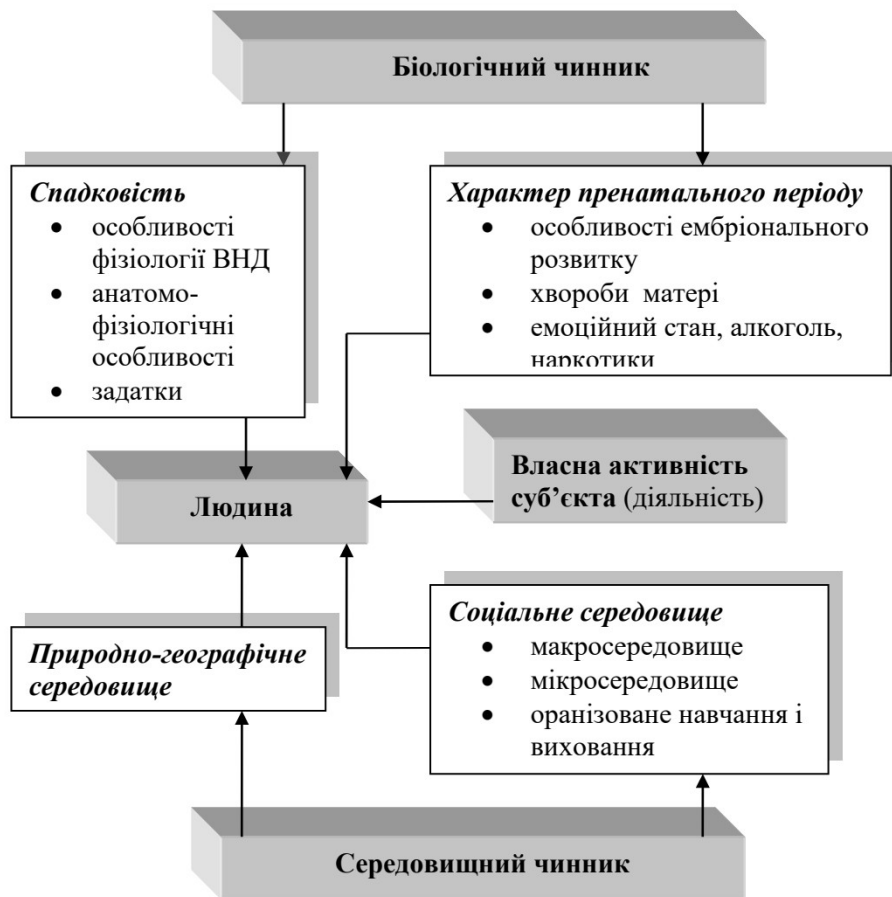 Біологічний чинник
Спадковість
• особливості
фізіології ВНД
• анатомо-
фізіологічні
особливості
• задатки
Характер пренатального періоду
• особливості ембріонального
розвитку
• хвороби матері
• емоційний стан, алкоголь,
наркотики
Власна активність
суб’єкта (діяльність)
Людина
Природно-географічне
середовище
Соціальне середовище
• макросередовище
• мікросередовище
• оранізоване навчання і
виховання
Середовищний чинник